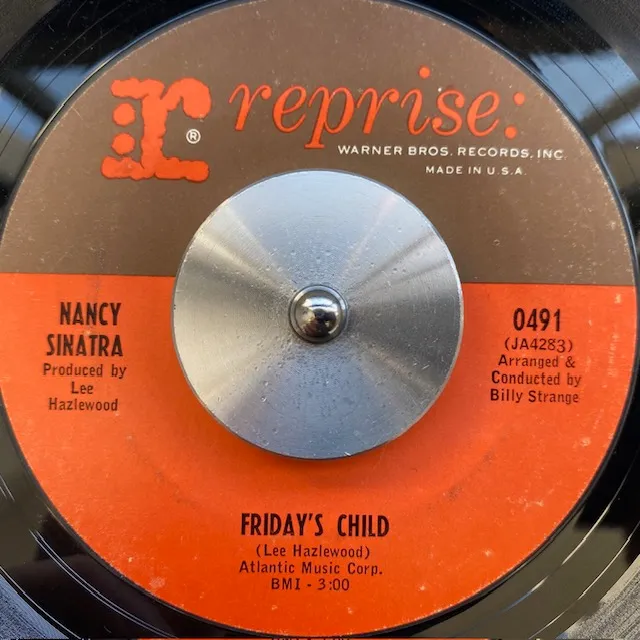 r® reprise:
WARNER BROS. RECORDS, INC.
MADE IN U.S.A.
NANCY
SINATRA
Produced by
Lee
Hazlewood
0491
(JA4283)
Arranged &
Conducted by
Billy Strange
FRIDAY'S CHILD
(Lee Hazlewood)
Atlantic Music Corp.
BMI - 3:00